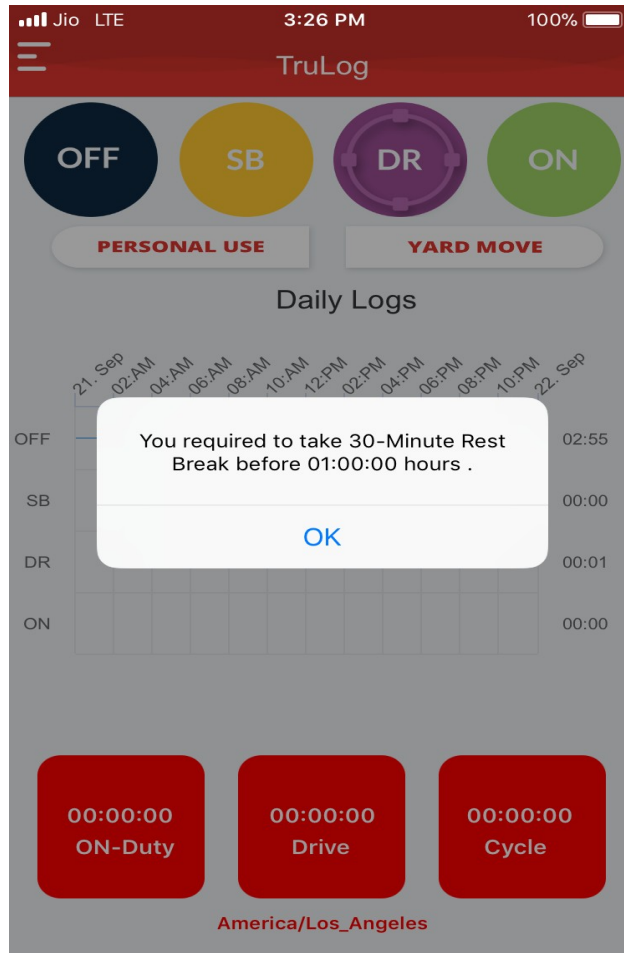 Jio LTE 3:26 PM 100%
TruLog
OFF SB DR ON
PERSONAL USE YARD MOVE
Daily Logs
21. Sep 02:AM 04:AM 06:AM 08:AM 10:AM 12:PM 02:PM 04:PM 06:PM 08:PM 10:PM 22. Sep
OFF 02:55
You required to take 30-Minute Rest
Break before 01:00:00 hours .
SB 00:00
OK
DR 00:01
ON 00:00
00:00:00 00:00:00 00:00:00
ON-Duty Drive Cycle
America/Los_Angeles